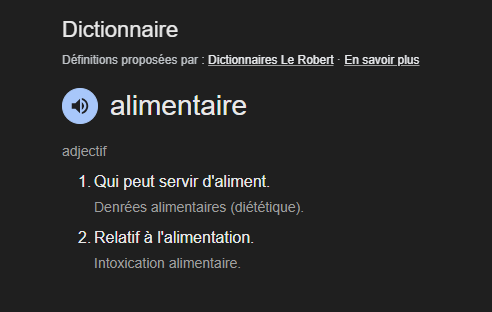 Dictionnaire
Définitions proposées par : Dictionnaires Le Robert · En savoir plus
alimentaire
adjectif
1. Qui peut servir d'aliment.
Denrées alimentaires (diététique).
2. Relatif à l'alimentation.
Intoxication alimentaire.